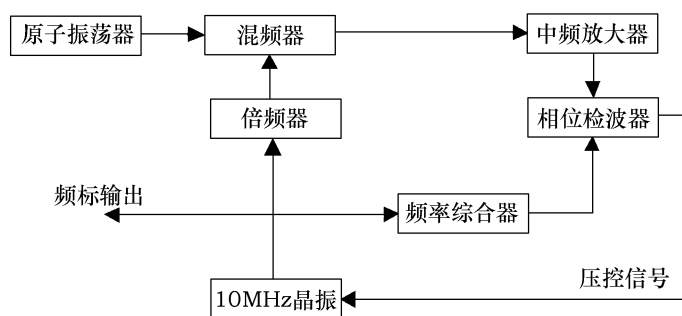 原子振荡器
混频器
中频放大器
倍频器
相位检波器
频标输出
频率综合器
压控信号
10MHz晶振